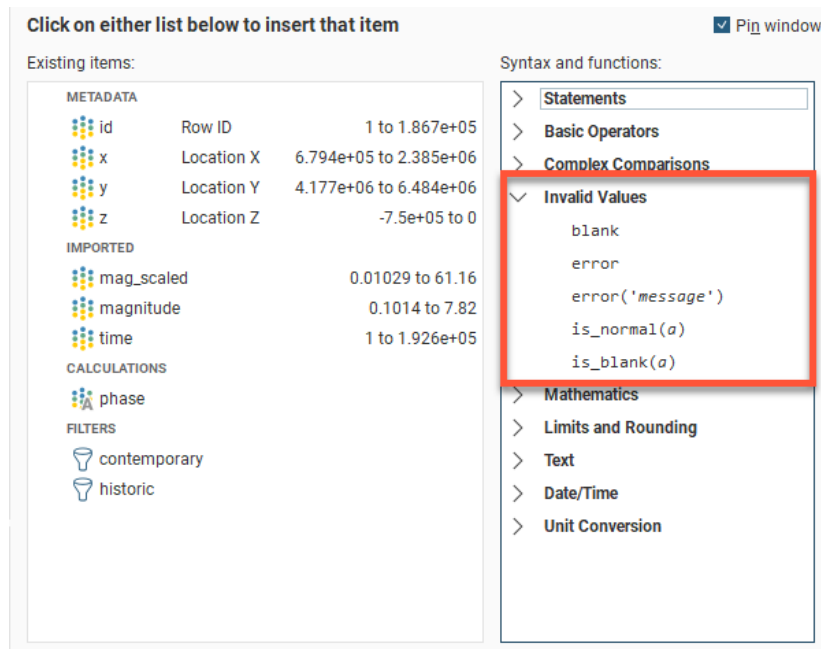 Click on either list below to insert that item
Pin window
Existing items:
METADATA
id Row ID 1 to 1.867e+05
x Location X 6.794e+05 to 2.385e+06
y Location Y 4.177e+06 to 6.484e+06
z Location Z -7.5e+05 to 0
IMPORTED
mag_scaled 0.01029 to 61.16
magnitude 0.1014 to 7.82
time 1 to 1.926e+05
CALCULATIONS
phase
FILTERS
contemporary
historic
Syntax and functions:
Statements
Basic Operators
Complex Comparisons
Invalid Values
blank
error
error('message')
is_normal(a)
is_blank(a)
Mathematics
Limits and Rounding
Text
Date/Time
Unit Conversion